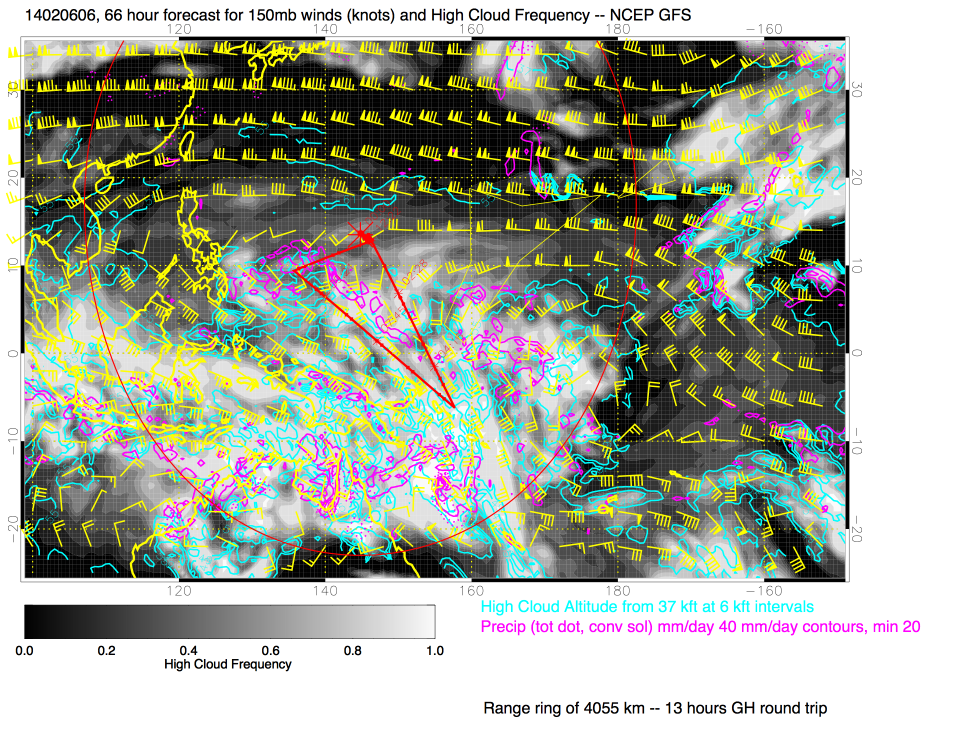 14020606, 66 hour forecast for 150mb winds (knots) and High Cloud Frequency -- NCEP GFS
120 140 160 180 −160
30 30
20 20
10 10
0 0
−10 −10
−20 −20
120 140 160 180 −160
High Cloud Altitude from 37 kft at 6 kft intervals
Precip (tot dot, conv sol) mm/day 40 mm/day contours, min 20
0.0 0.2 0.4 0.6 0.8 1.0
High Cloud Frequency
Range ring of 4055 km -- 13 hours GH round trip